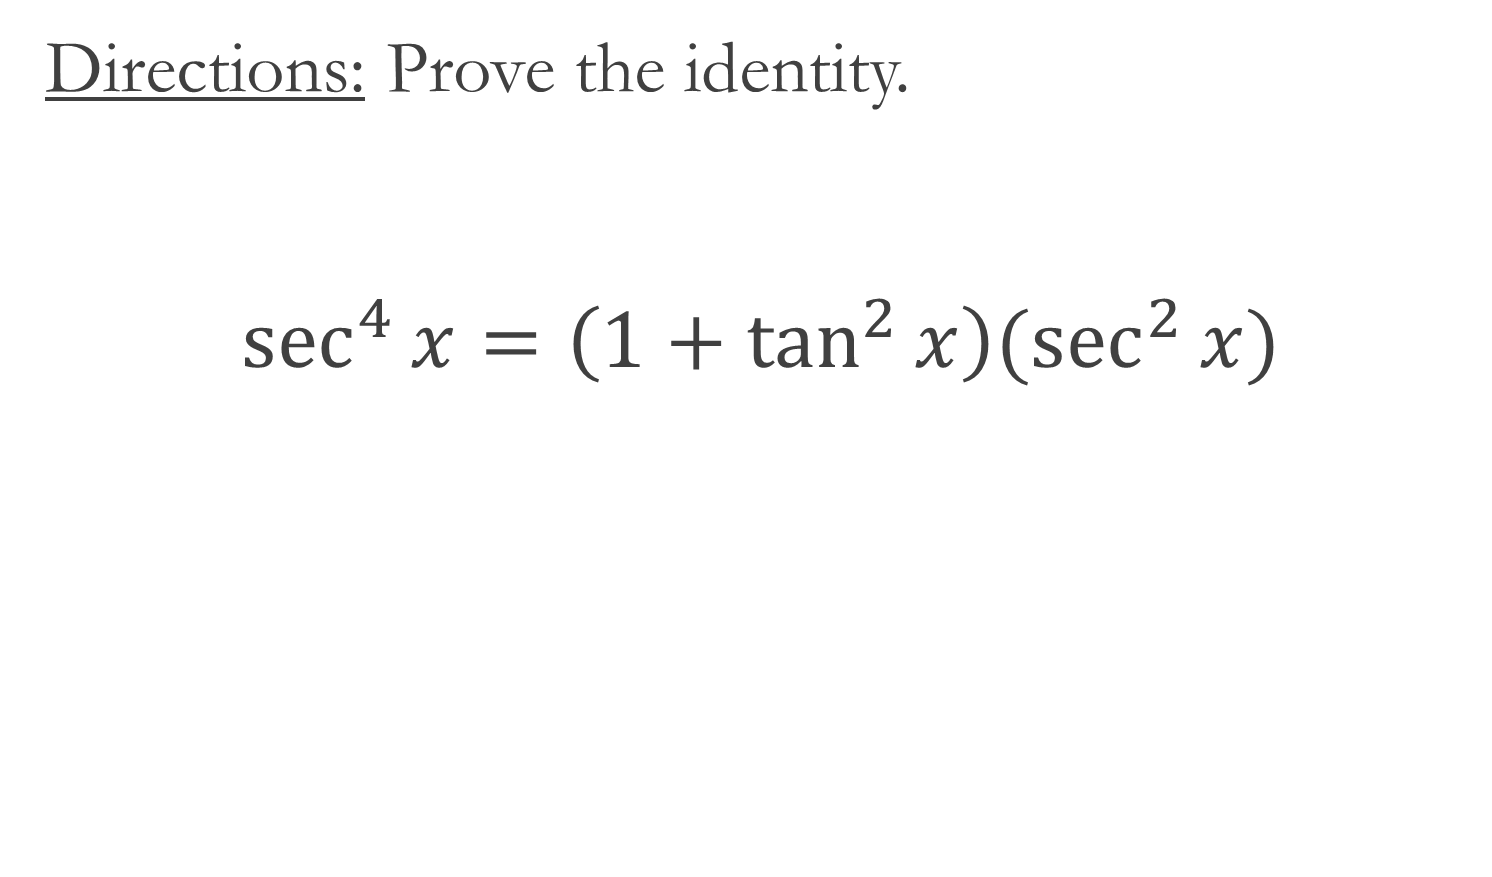 Directions: Prove the identity.
sec⁴ x = (1 + tan² x)(sec² x)